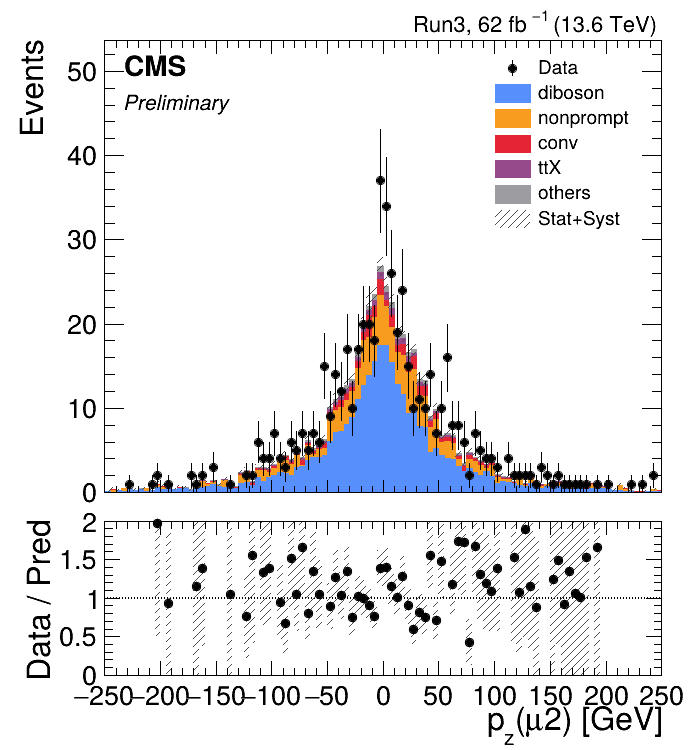 Run3, 62 fb⁻¹ (13.6 TeV)
CMS
Preliminary
Events
50
40
30
20
10
0
Data
diboson
nonprompt
conv
ttX
others
Stat+Syst
Data / Pred
2
1.5
1
0.5
0
−250 −200 −150 −100 −50 0 50 100 150 200 250
p_z(μ2) [GeV]